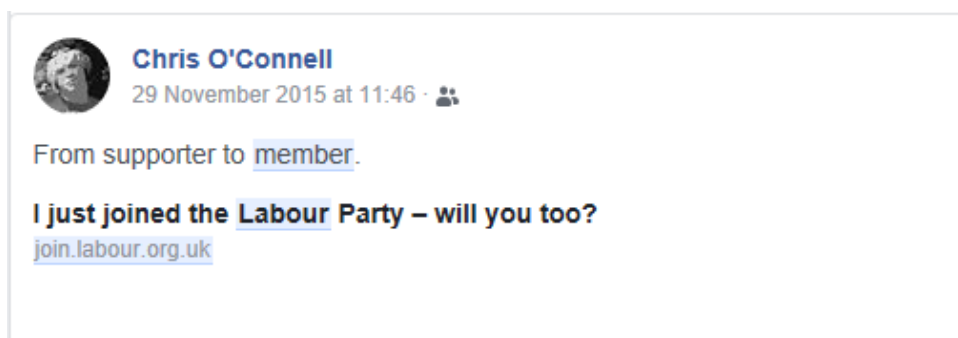 Chris O'Connell
29 November 2015 at 11:46 ·
From supporter to member.
I just joined the Labour Party – will you too?
join.labour.org.uk